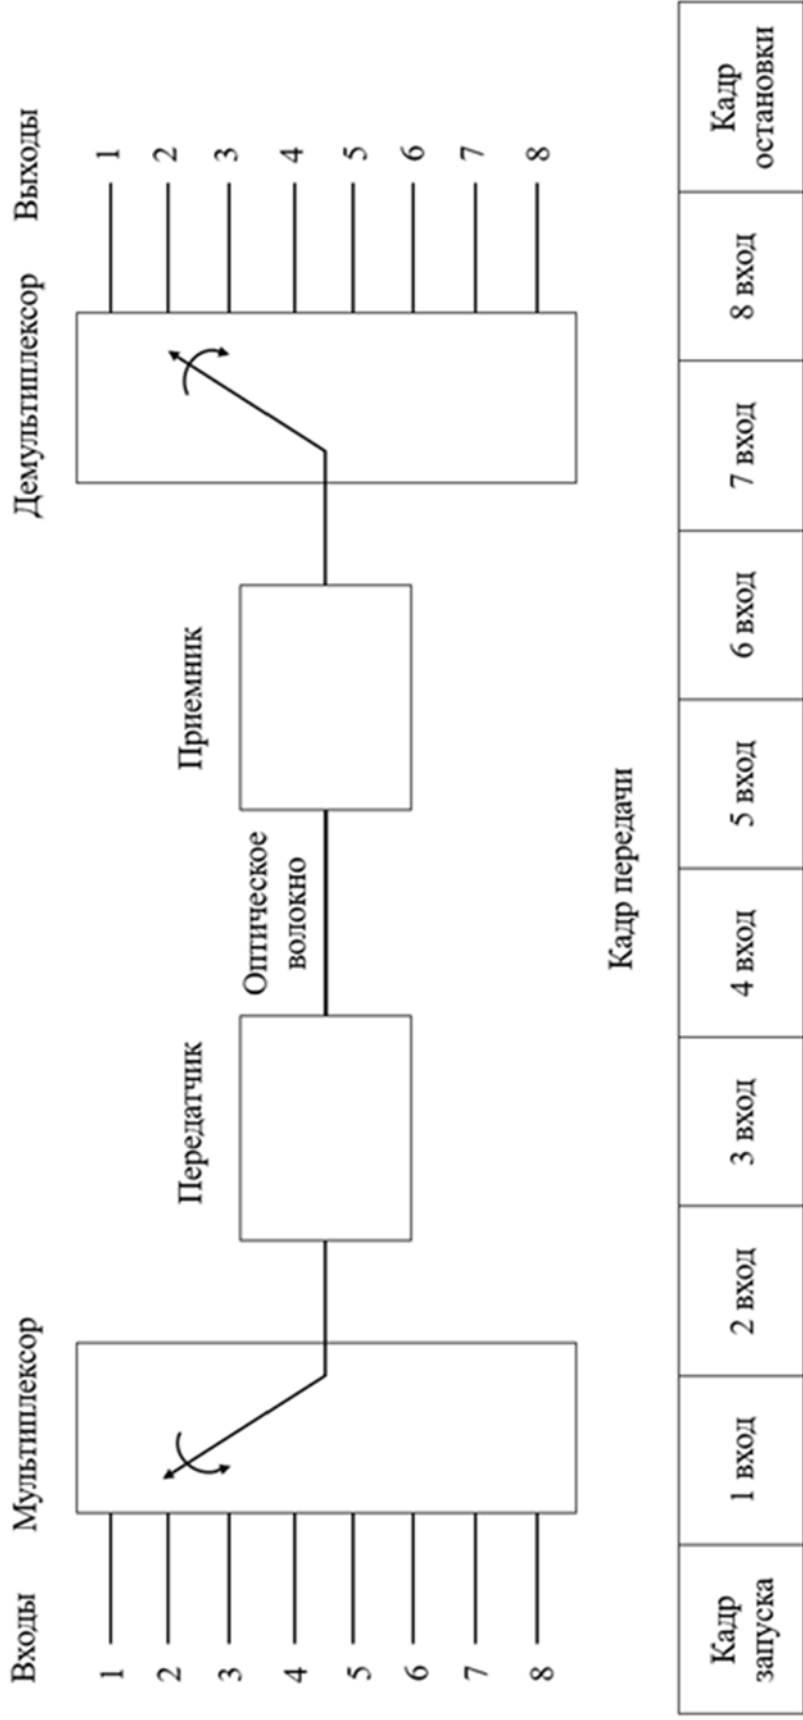 Входы
Мультиплексор
Демультиплексор
Выходы
1
2
3
4
5
6
7
8
Передатчик
Оптическое
волокно
Приемник
1
2
3
4
5
6
7
8
Кадр передачи
Кадр
запуска
1 вход
2 вход
3 вход
4 вход
5 вход
6 вход
7 вход
8 вход
Кадр
остановки